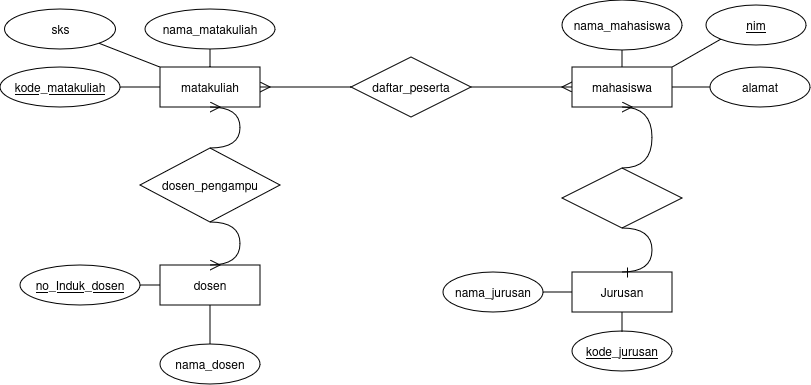 sks
nama_matakuliah
nama_mahasiswa
nim
kode_matakuliah
matakuliah
daftar_peserta
mahasiswa
alamat
dosen_pengampu
no_Induk_dosen
dosen
nama_jurusan
Jurusan
nama_dosen
kode_jurusan